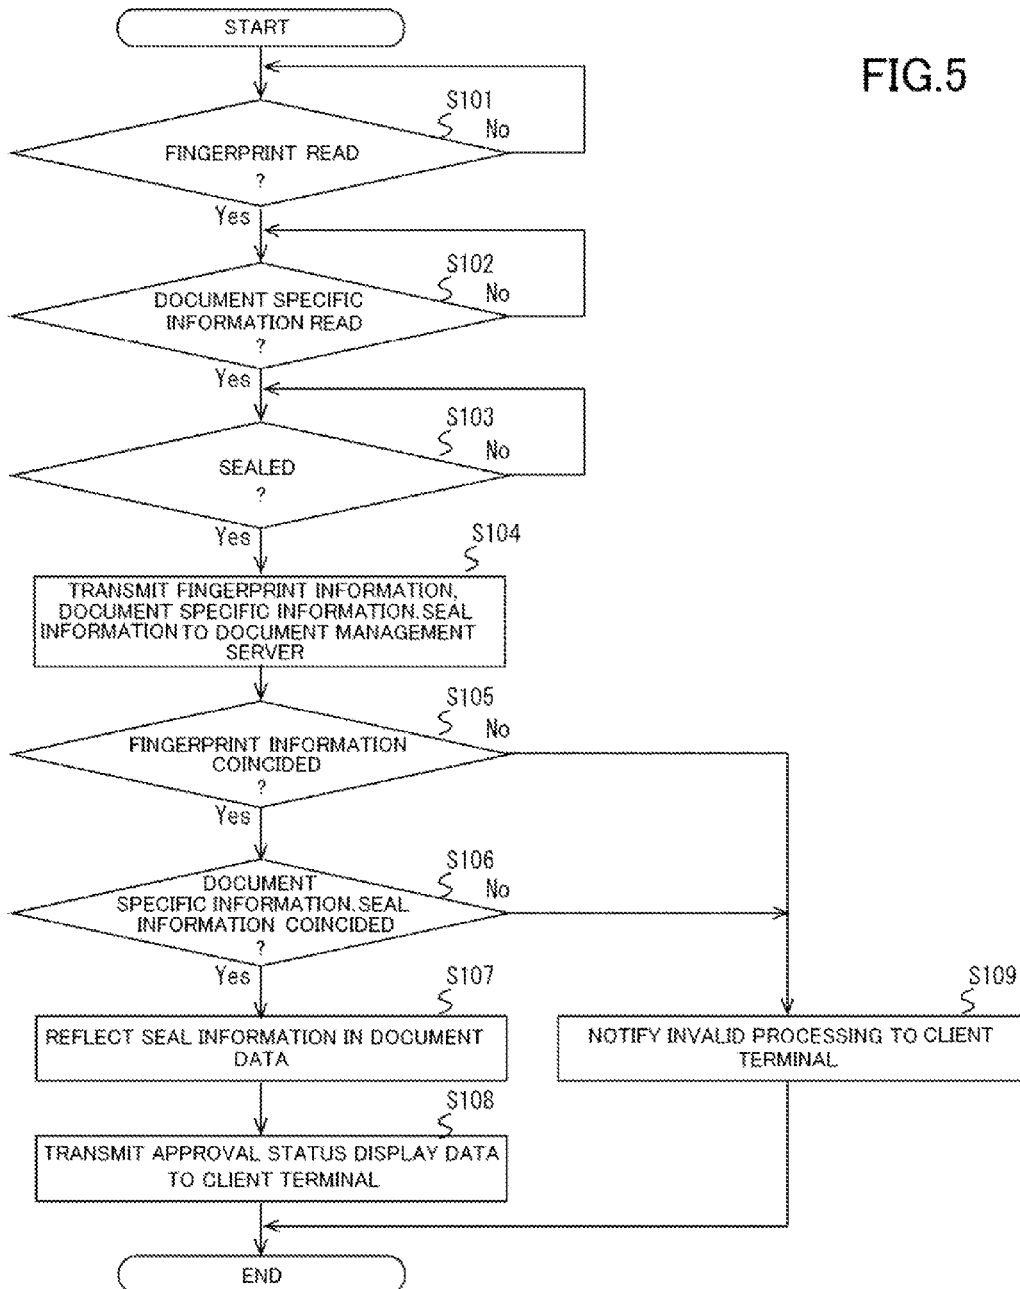 START
FIG.5
S101
No
FINGERPRINT READ
?
Yes
S102
No
DOCUMENT SPECIFIC
INFORMATION READ
?
Yes
S103
No
SEALED
?
Yes
S104
TRANSMIT FINGERPRINT INFORMATION,
DOCUMENT SPECIFIC INFORMATION.SEAL
INFORMATION TO DOCUMENT MANAGEMENT
SERVER
S105
No
FINGERPRINT INFORMATION
COINCIDED
?
Yes
S106
No
DOCUMENT
SPECIFIC INFORMATION.SEAL
INFORMATION COINCIDED
?
Yes
S107
REFLECT SEAL INFORMATION IN DOCUMENT
DATA
S109
NOTIFY INVALID PROCESSING TO CLIENT
TERMINAL
S108
TRANSMIT APPROVAL STATUS DISPLAY DATA
TO CLIENT TERMINAL
END